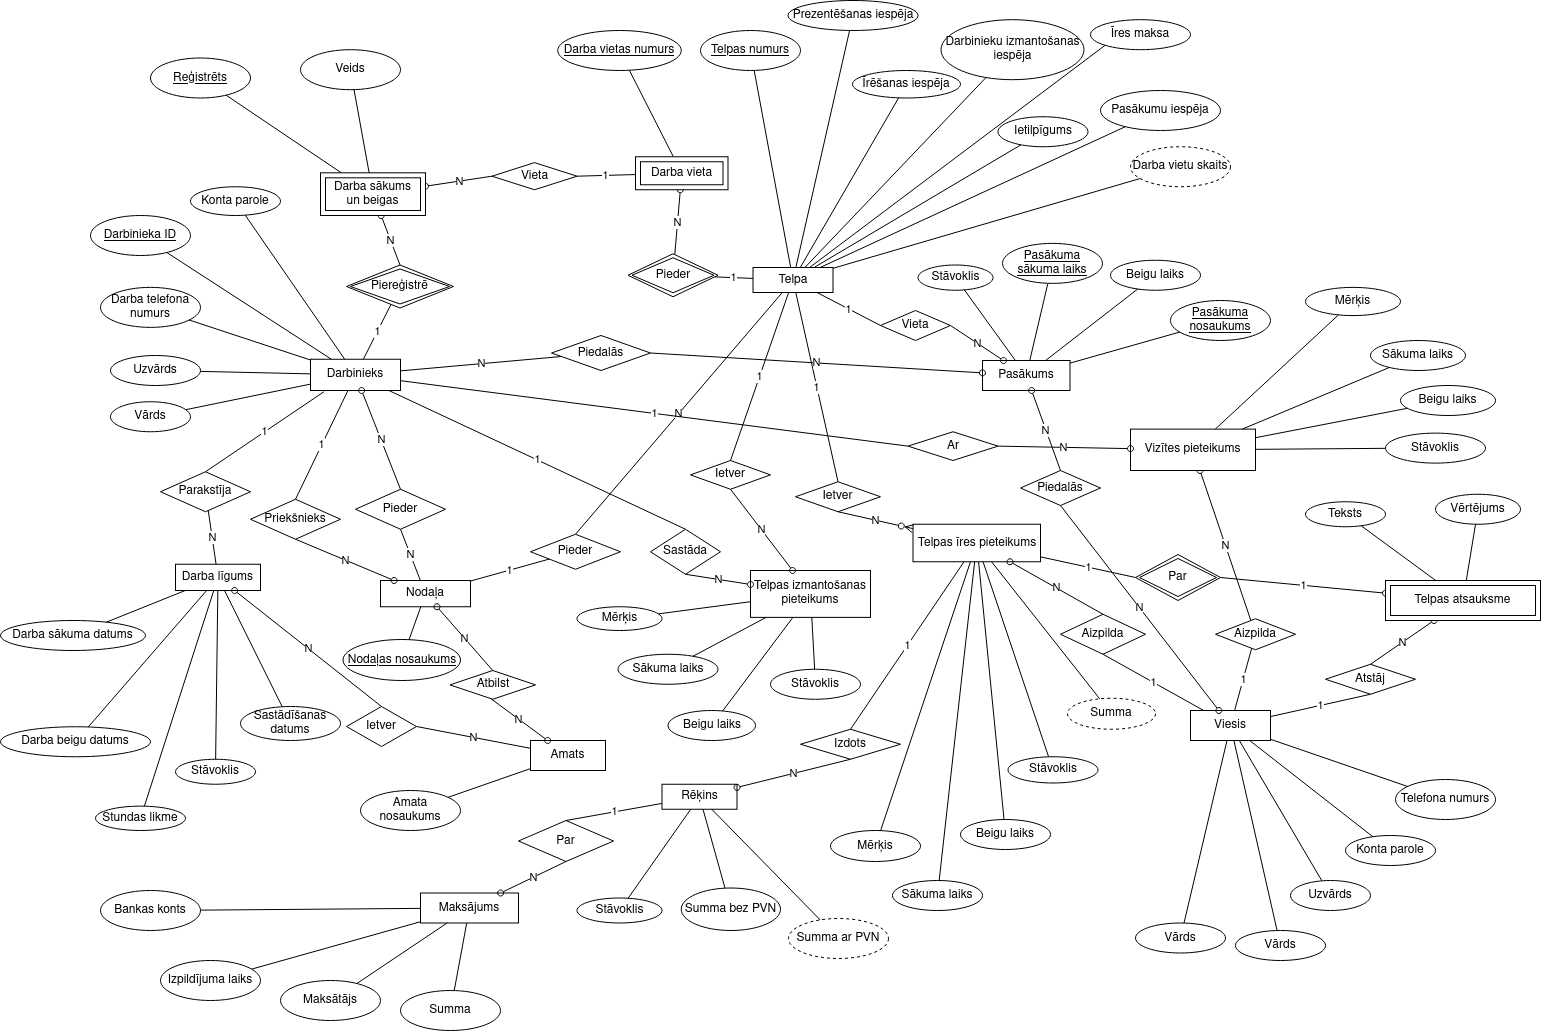 Prezentēšanas iespēja
Īres maksa
Darbinieku izmantošanas
iespēja
Darba vietas numurs
Telpas numurs
Veids
Reģistrēts
Irēšanas iespēja
Pasākumu iespēja
Ietilpīgums
Darba vietu skaits
Darba vieta
Vieta
N
1
Darba sākums
un beigas
Konta parole
N
Darbinieka ID
N
Pasākuma
sākuma laiks
Stāvoklis
Beigu laiks
Pieder
1
Telpa
Piereģistrē
Darba telefona
numurs
Mērķis
1
Vieta
Pasākuma
nosaukums
1
N
Piedalās
Sākuma laiks
N
N
Uzvārds
Darbinieks
Pasākums
1
1
Beigu laiks
Vārds
1
N
1
1
N
N
Ar
N
Vizītes pieteikums
Stāvoklis
1
1
Ietver
Parakstīja
Ietver
Piedalās
Pieder
Vērtējums
Teksts
Priekšnieks
N
N
N
N
Telpas īres pieteikums
N
N
N
Pieder
Sastāda
1
1
Par
1
N
Darba līgums
Telpas izmantošanas
pieteikums
N
Nodaļa
Telpas atsauksme
N
Mērķis
Darba sākuma datums
Aizpilda
Aizpilda
N
N
N
1
Nodaļas nosaukums
Sākuma laiks
Atstāj
Atbilst
Stāvoklis
1
1
1
Summa
Sastādīšanas
datums
N
Ietver
Beigu laiks
Viesis
N
Darba beigu datums
Izdots
Amats
Stāvoklis
Stāvoklis
N
Rēķins
Telefona numurs
Amata
nosaukums
1
Stundas likme
Beigu laiks
Par
Mērķis
Konta parole
N
Sākuma laiks
Uzvārds
Bankas konts
Maksājums
Stāvoklis
Summa bez PVN
Summa ar PVN
Vārds
Vārds
Izpildījuma laiks
Maksātājs
Summa